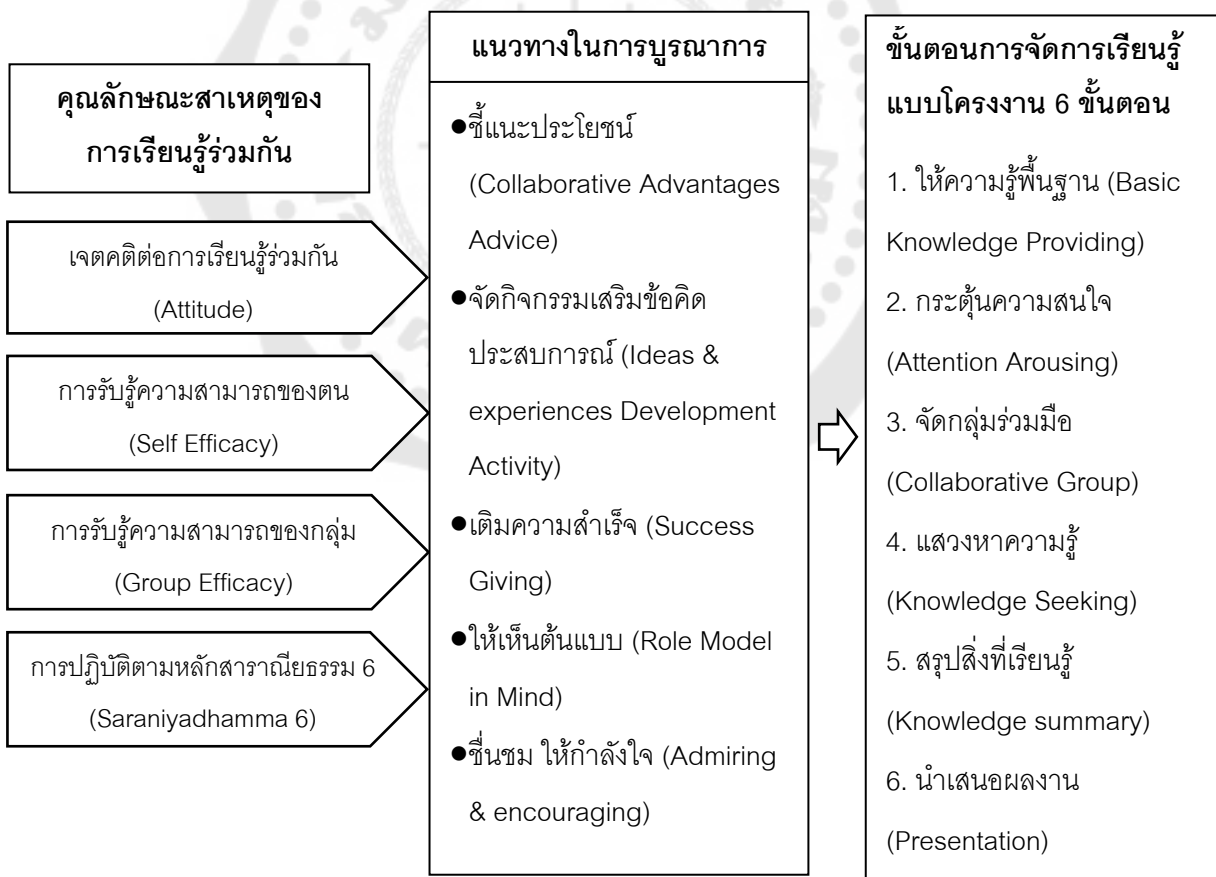 คุณลักษณะสาเหตุของ
การเรียนรู้ร่วมกัน
เจตคติต่อการเรียนรู้ร่วมกัน
(Attitude)
การรับรู้ความสามารถของตน
(Self Efficacy)
การรับรู้ความสามารถของกลุ่ม
(Group Efficacy)
การปฏิบัติตามหลักสาราณียธรรม 6
(Saraniyadhamma 6)
แนวทางในการบูรณาการ
●ชี้แนะประโยชน์
(Collaborative Advantages
Advice)
●จัดกิจกรรมเสริมข้อคิด
ประสบการณ์ (Ideas &
experiences Development
Activity)
●เติมความสำเร็จ (Success
Giving)
●ให้เห็นต้นแบบ (Role Model
in Mind)
●ชื่นชม ให้กำลังใจ (Admiring
& encouraging)
ขั้นตอนการจัดการเรียนรู้
แบบโครงงาน 6 ขั้นตอน
1. ให้ความรู้พื้นฐาน (Basic
Knowledge Providing)
2. กระตุ้นความสนใจ
(Attention Arousing)
3. จัดกลุ่มร่วมมือ
(Collaborative Group)
4. แสวงหาความรู้
(Knowledge Seeking)
5. สรุปสิ่งที่เรียนรู้
(Knowledge summary)
6. นำเสนอผลงาน
(Presentation)